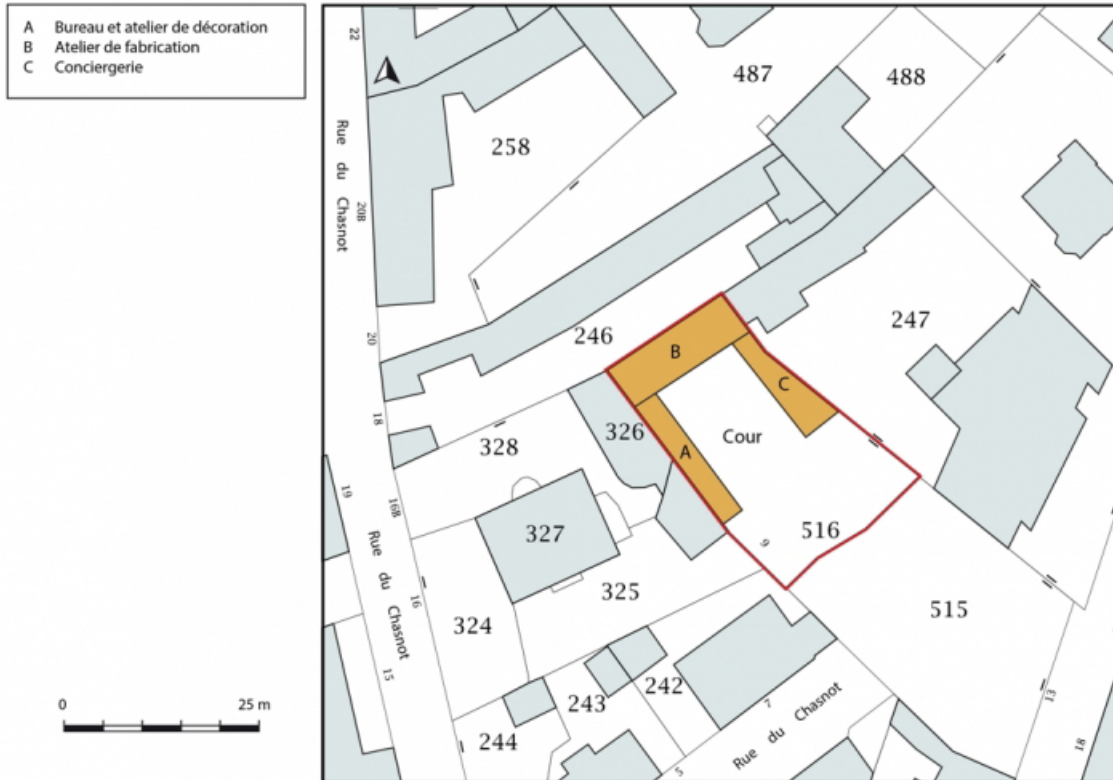 A Bureau et atelier de décoration
B Atelier de fabrication
C Conciergerie
22
487
488
Rue du Chasnot
258
20B
20
246
247
B
C
18
328
326
Cour
A
19
16B
327
516
9
Rue du Chasnot
16
325
324
515
15
242
243
7
13
Rue du Chasnot
244
18
5
0 25 m